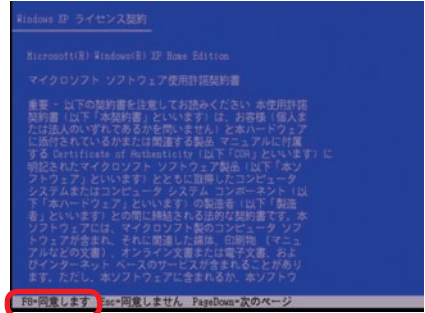 Windows XP ライセンス契約
Microsoft(R) Windows(R) XP Home Edition
マイクロソフト ソフトウェア使用許諾契約書
重要 - 以下の契約書を注意してお読みください 本使用許諾
契約書（以下「本契約書」といいます）は、お客様（個人ま
たは法人のいずれであるかを問いません）と本ハードウェア
に添付されているかまたは関連する製品 マニュアルに付属
する Certificate of Authenticity（以下「COA」といいます）に
明記されたマイクロソフト ソフトウェア製品（以下「本ソ
フトウェア」といいます）とともに取得したコンピュータ
システムまたはコンピュータ システム コンポーネント（以
下「本ハードウェア」といいます）の製造者（以下「製造
者」といいます）との間に締結される法的な契約書です。本
ソフトウェアには、マイクロソフト製のコンピュータ ソフ
トウェアが含まれ、それに関連した媒体、印刷物（マニュ
アルなどの文書）、オンライン文書または電子文書、およ
びインターネット ベースのサービスが含まれることがあり
ます。ただし、本ソフトウェアに含まれるか、本ソフトウ
F8=同意します Esc=同意しません PageDown=次のページ